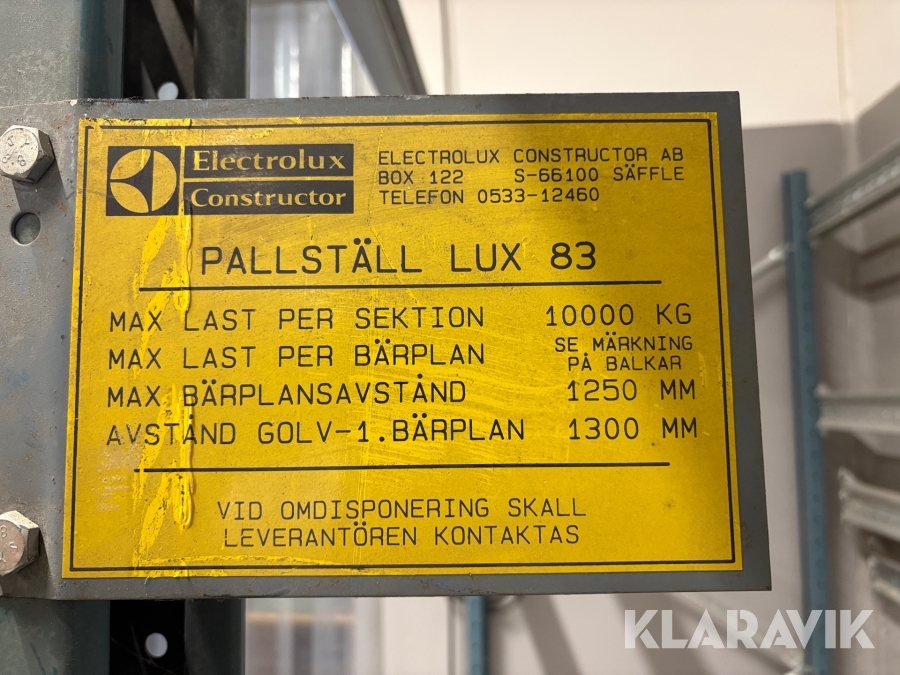 Electrolux
Constructor
ELECTROLUX CONSTRUCTOR AB
BOX 122 S-66100 SÄFFLE
TELEFON 0533-12460
PALLSTÄLL LUX 83
MAX LAST PER SEKTION 10000 KG
MAX LAST PER BÄRPLAN SE MÄRKNING PÅ BALKAR
MAX BÄRPLANSAVSTÅND 1250 MM
AVSTÅND GOLV-1.BÄRPLAN 1300 MM
VID OMDISPONERING SKALL
LEVERANTÖREN KONTAKTAS
KLARAVIK